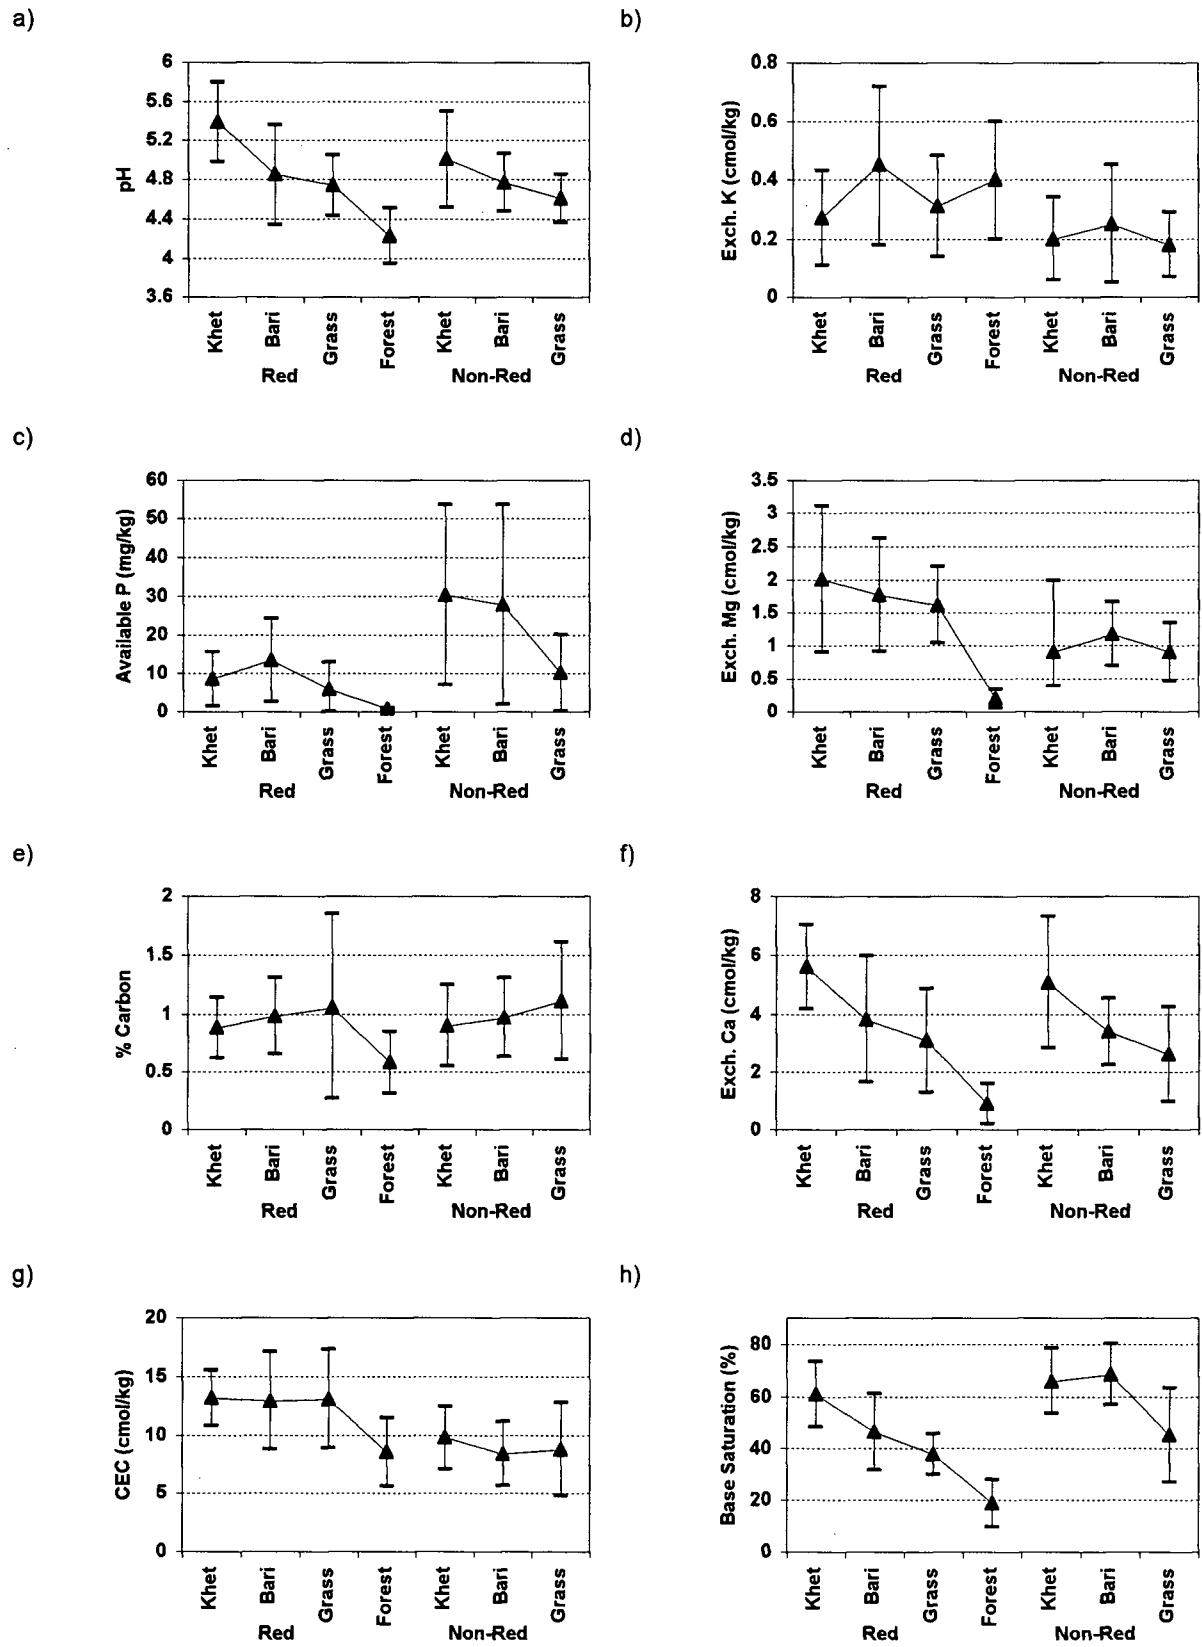 a)
pH
6
5.6
5.2
4.8
4.4
4
3.6
Khet
Bari
Grass
Forest
Khet
Bari
Grass
Red
Non-Red
b)
Exch. K (cmol/kg)
0.8
0.6
0.4
0.2
0
Khet
Bari
Grass
Forest
Khet
Bari
Grass
Red
Non-Red
c)
Available P (mg/kg)
60
50
40
30
20
10
0
Khet
Bari
Grass
Forest
Khet
Bari
Grass
Red
Non-Red
d)
Exch. Mg (cmol/kg)
3.5
3
2.5
2
1.5
1
0.5
0
Khet
Bari
Grass
Forest
Khet
Bari
Grass
Red
Non-Red
e)
% Carbon
2
1.5
1
0.5
0
Khet
Bari
Grass
Forest
Khet
Bari
Grass
Red
Non-Red
f)
Exch. Ca (cmol/kg)
8
6
4
2
0
Khet
Bari
Grass
Forest
Khet
Bari
Grass
Red
Non-Red
g)
CEC (cmol/kg)
20
15
10
5
0
Khet
Bari
Grass
Forest
Khet
Bari
Grass
Red
Non-Red
h)
Base Saturation (%)
80
60
40
20
0
Khet
Bari
Grass
Forest
Khet
Bari
Grass
Red
Non-Red